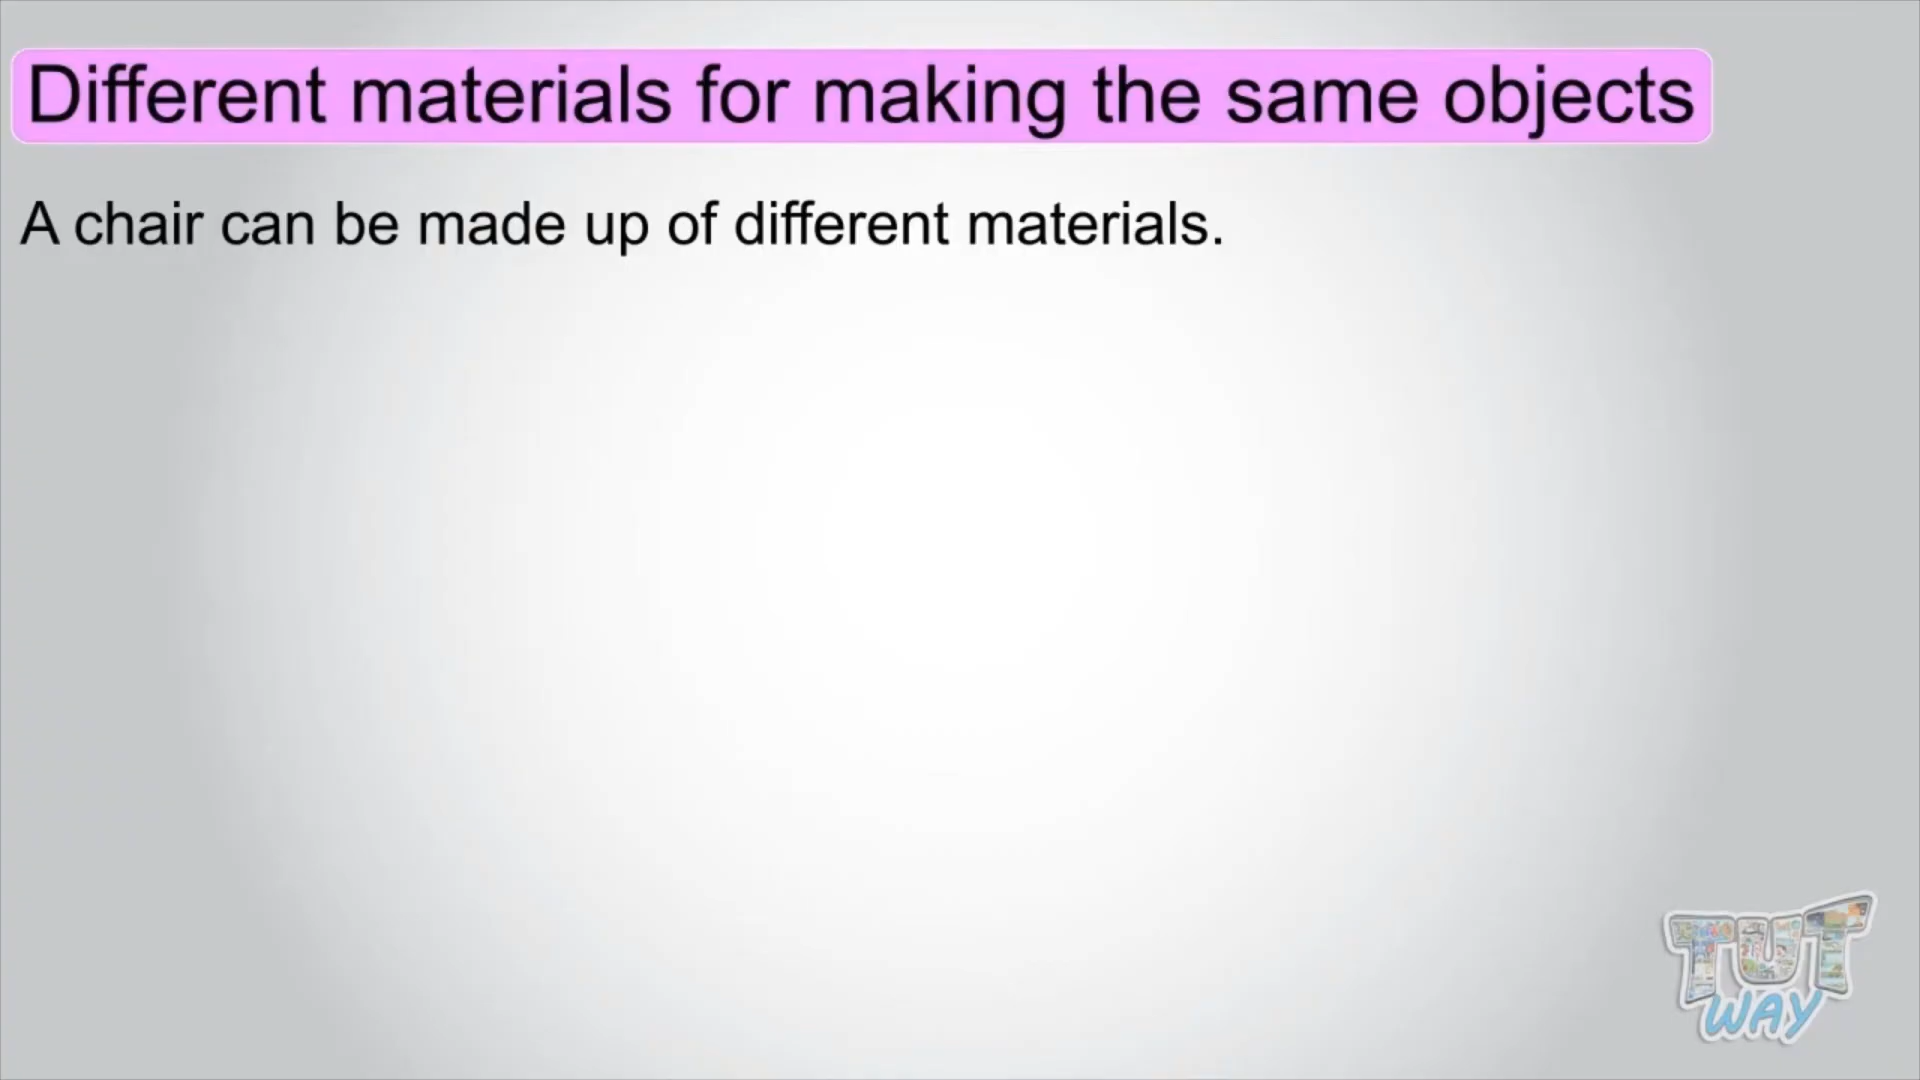 Different materials for making the same objects
A chair can be made up of different materials.
TUT
WAY